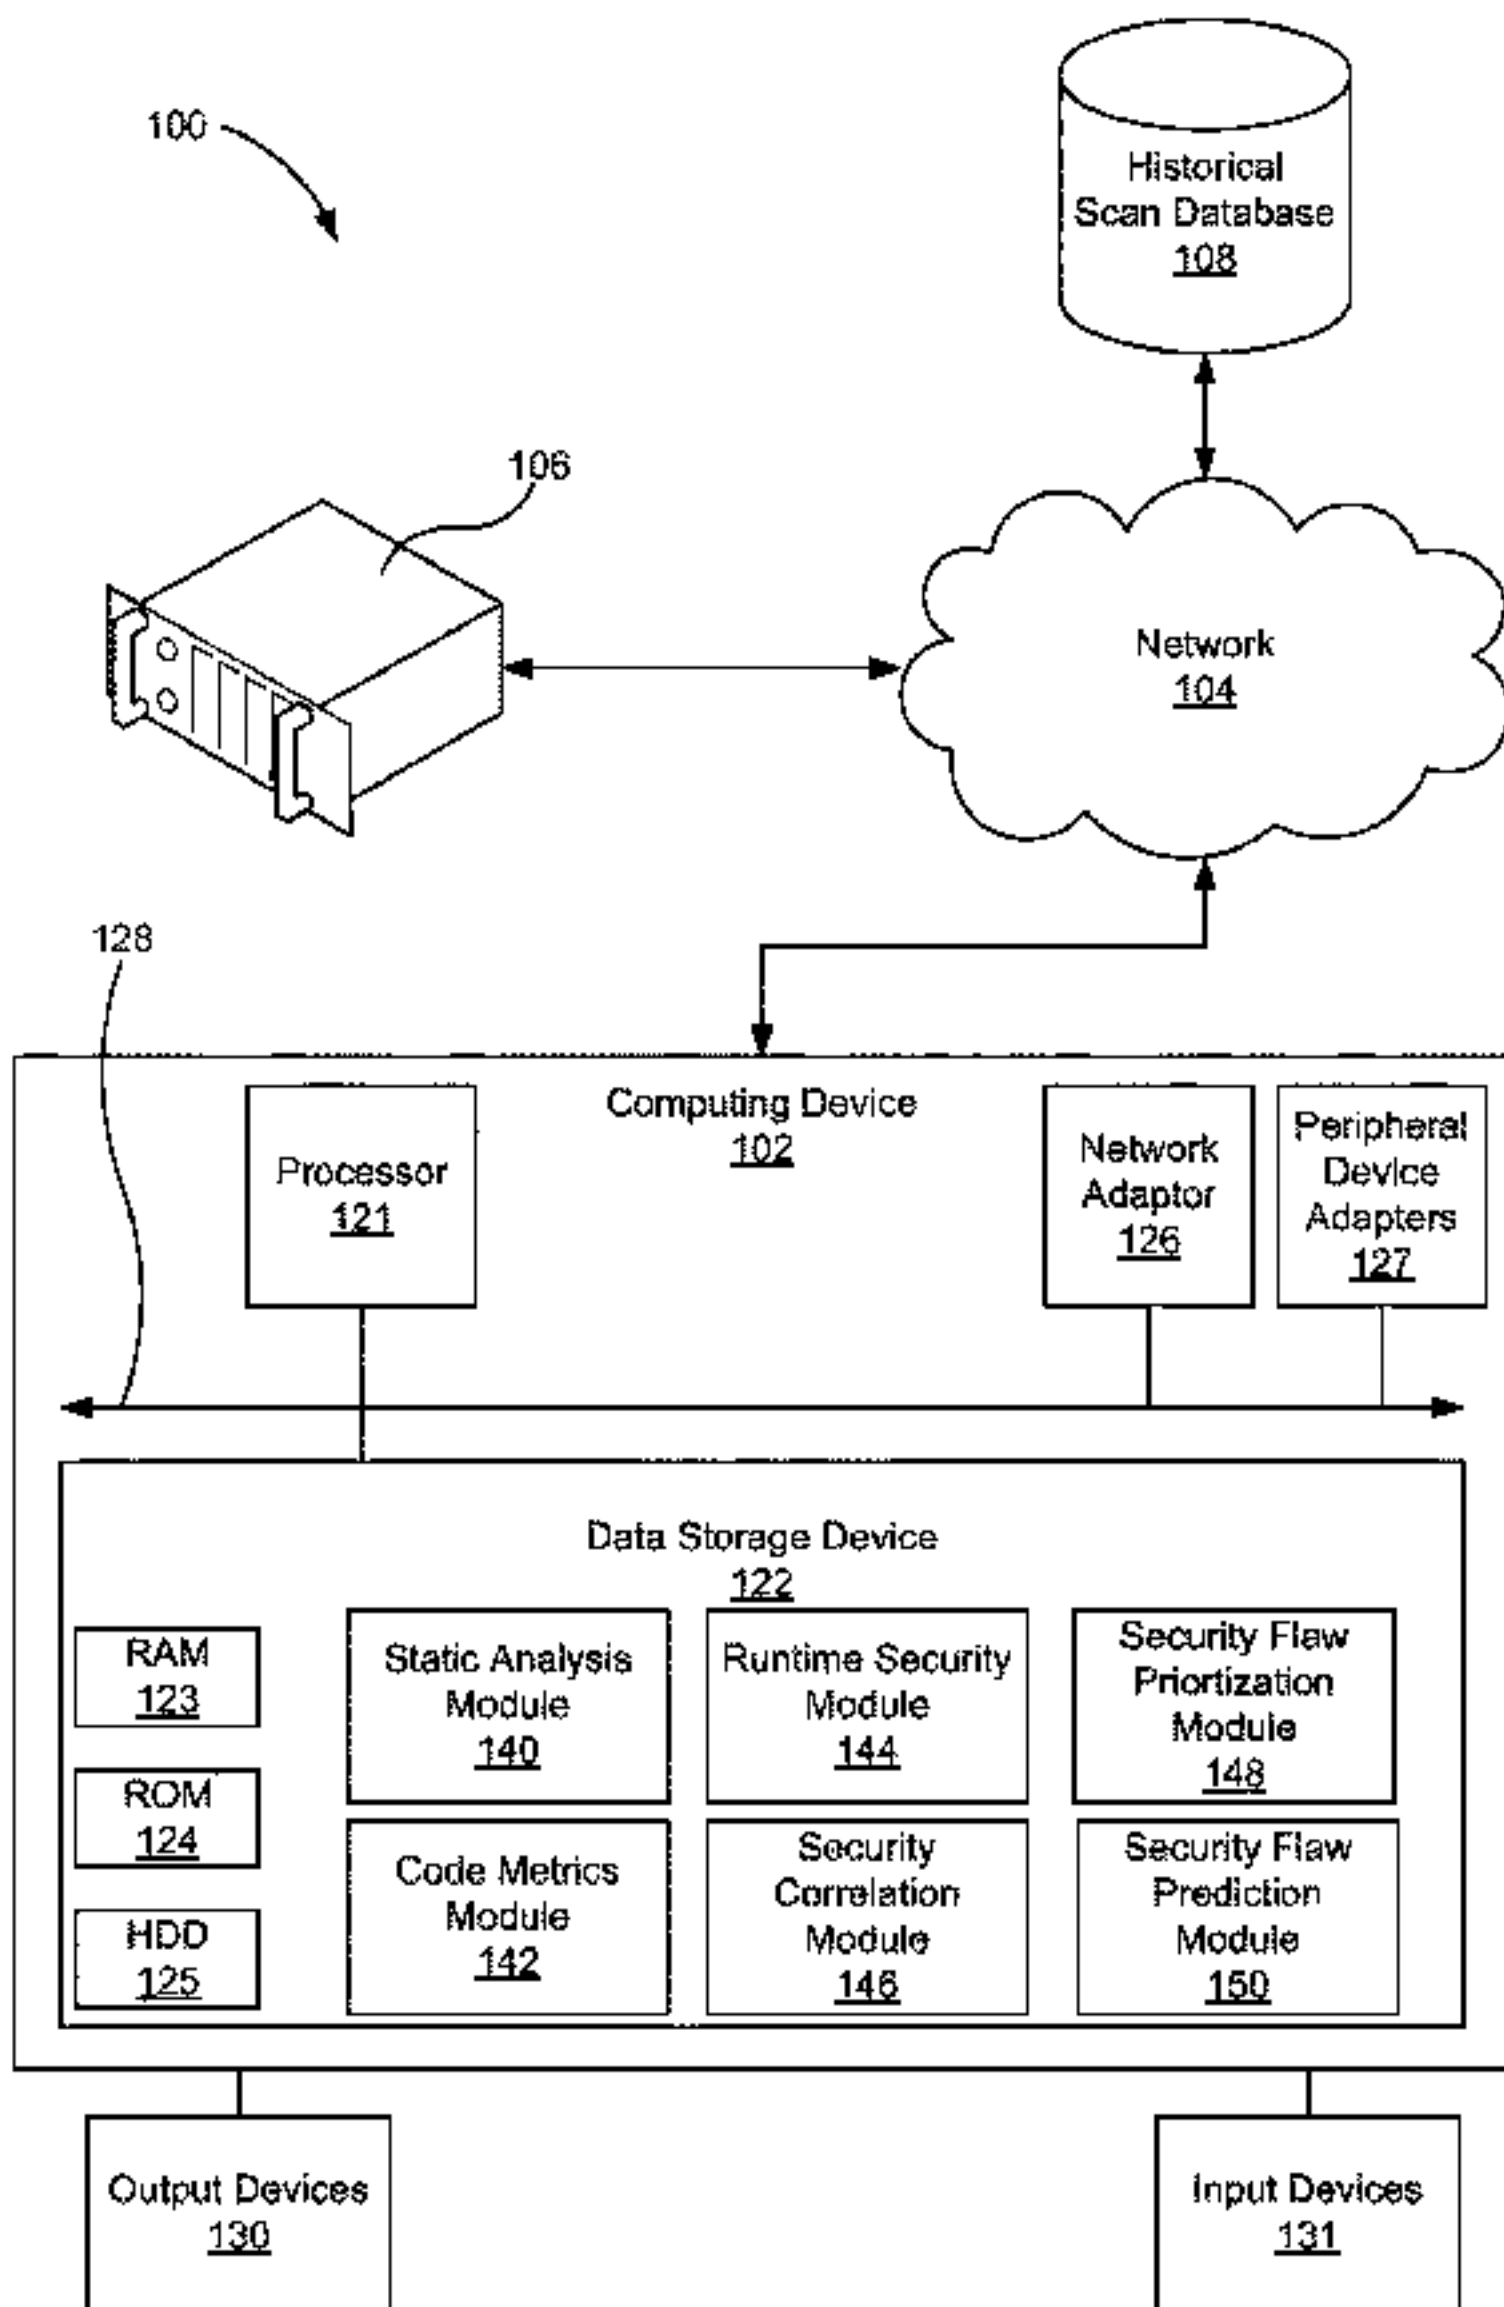 100
Historical
Scan Database
108
106
Network
104
128
Computing Device
102
Processor
121
Network
Adaptor
126
Peripheral
Device
Adapters
127
Data Storage Device
122
RAM
123
ROM
124
HDD
125
Static Analysis
Module
140
Runtime Security
Module
144
Security Flaw
Priortization
Module
148
Code Metrics
Module
142
Security
Correlation
Module
146
Security Flaw
Prediction
Module
150
Output Devices
130
Input Devices
131